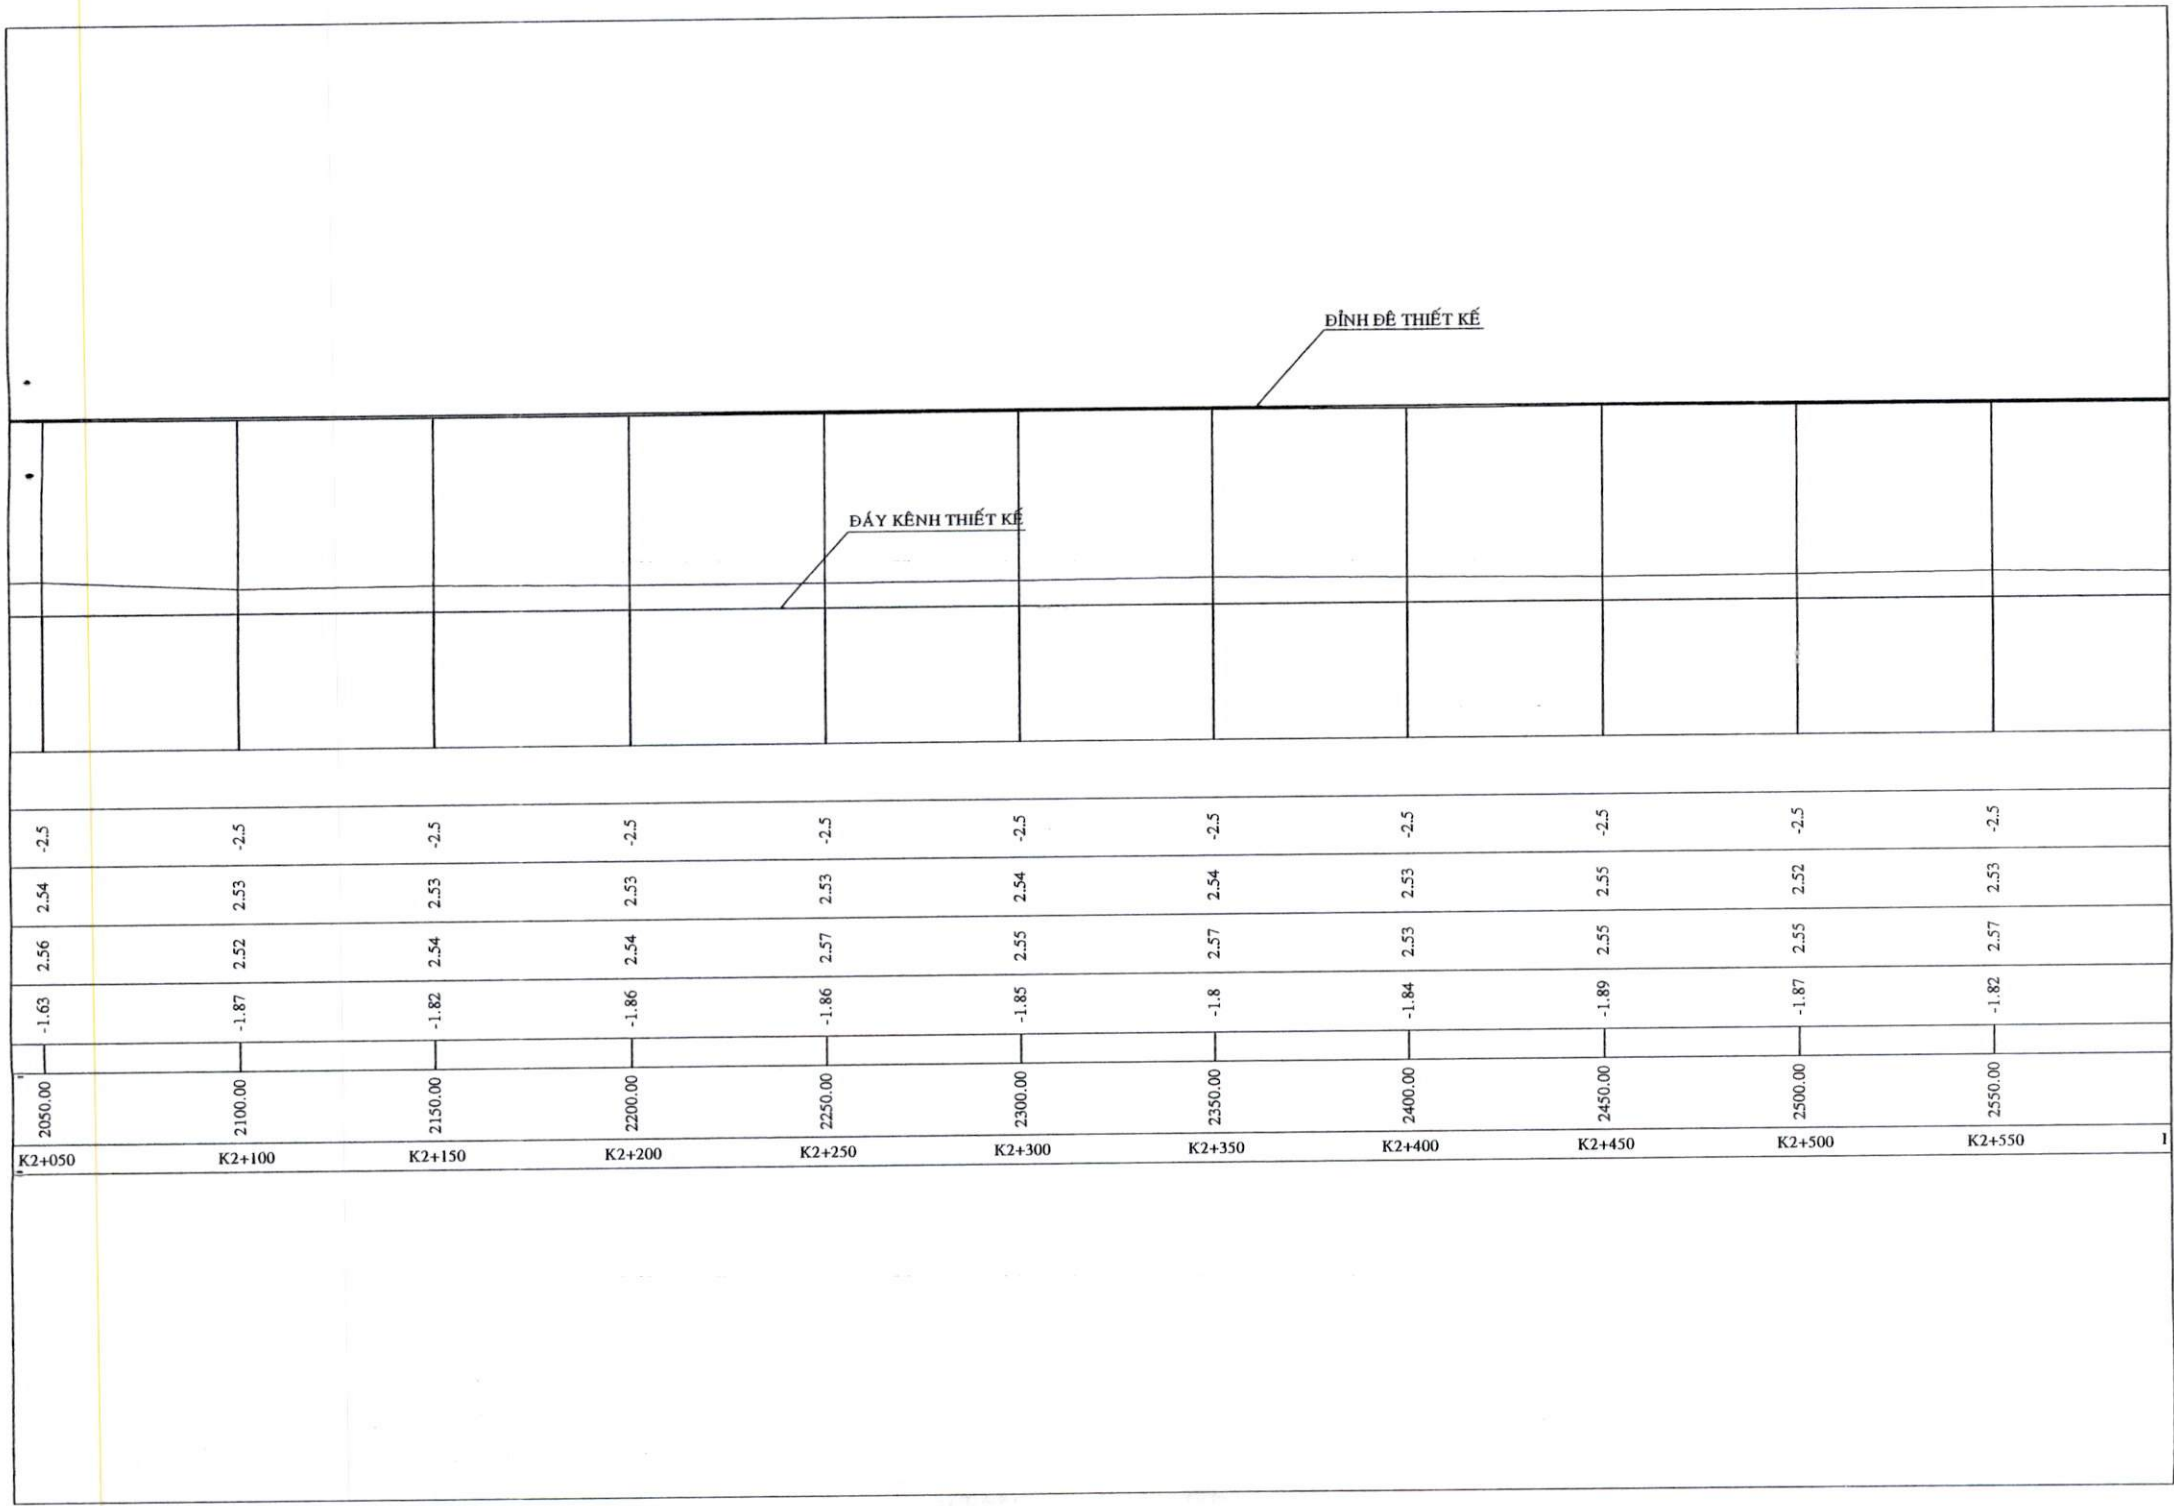 ĐỈNH ĐÊ THIẾT KẾ
ĐÁY KÊNH THIẾT KẾ
-2.5 -2.5 -2.5 -2.5 -2.5 -2.5 -2.5 -2.5 -2.5 -2.5 -2.5
2.54 2.53 2.53 2.53 2.53 2.54 2.54 2.53 2.55 2.52 2.53
2.56 2.52 2.54 2.54 2.57 2.55 2.57 2.53 2.55 2.55 2.57
-1.63 -1.87 -1.82 -1.86 -1.86 -1.85 -1.8 -1.84 -1.89 -1.87 -1.82
2050.00 2100.00 2150.00 2200.00 2250.00 2300.00 2350.00 2400.00 2450.00 2500.00 2550.00
K2+050 K2+100 K2+150 K2+200 K2+250 K2+300 K2+350 K2+400 K2+450 K2+500 K2+550